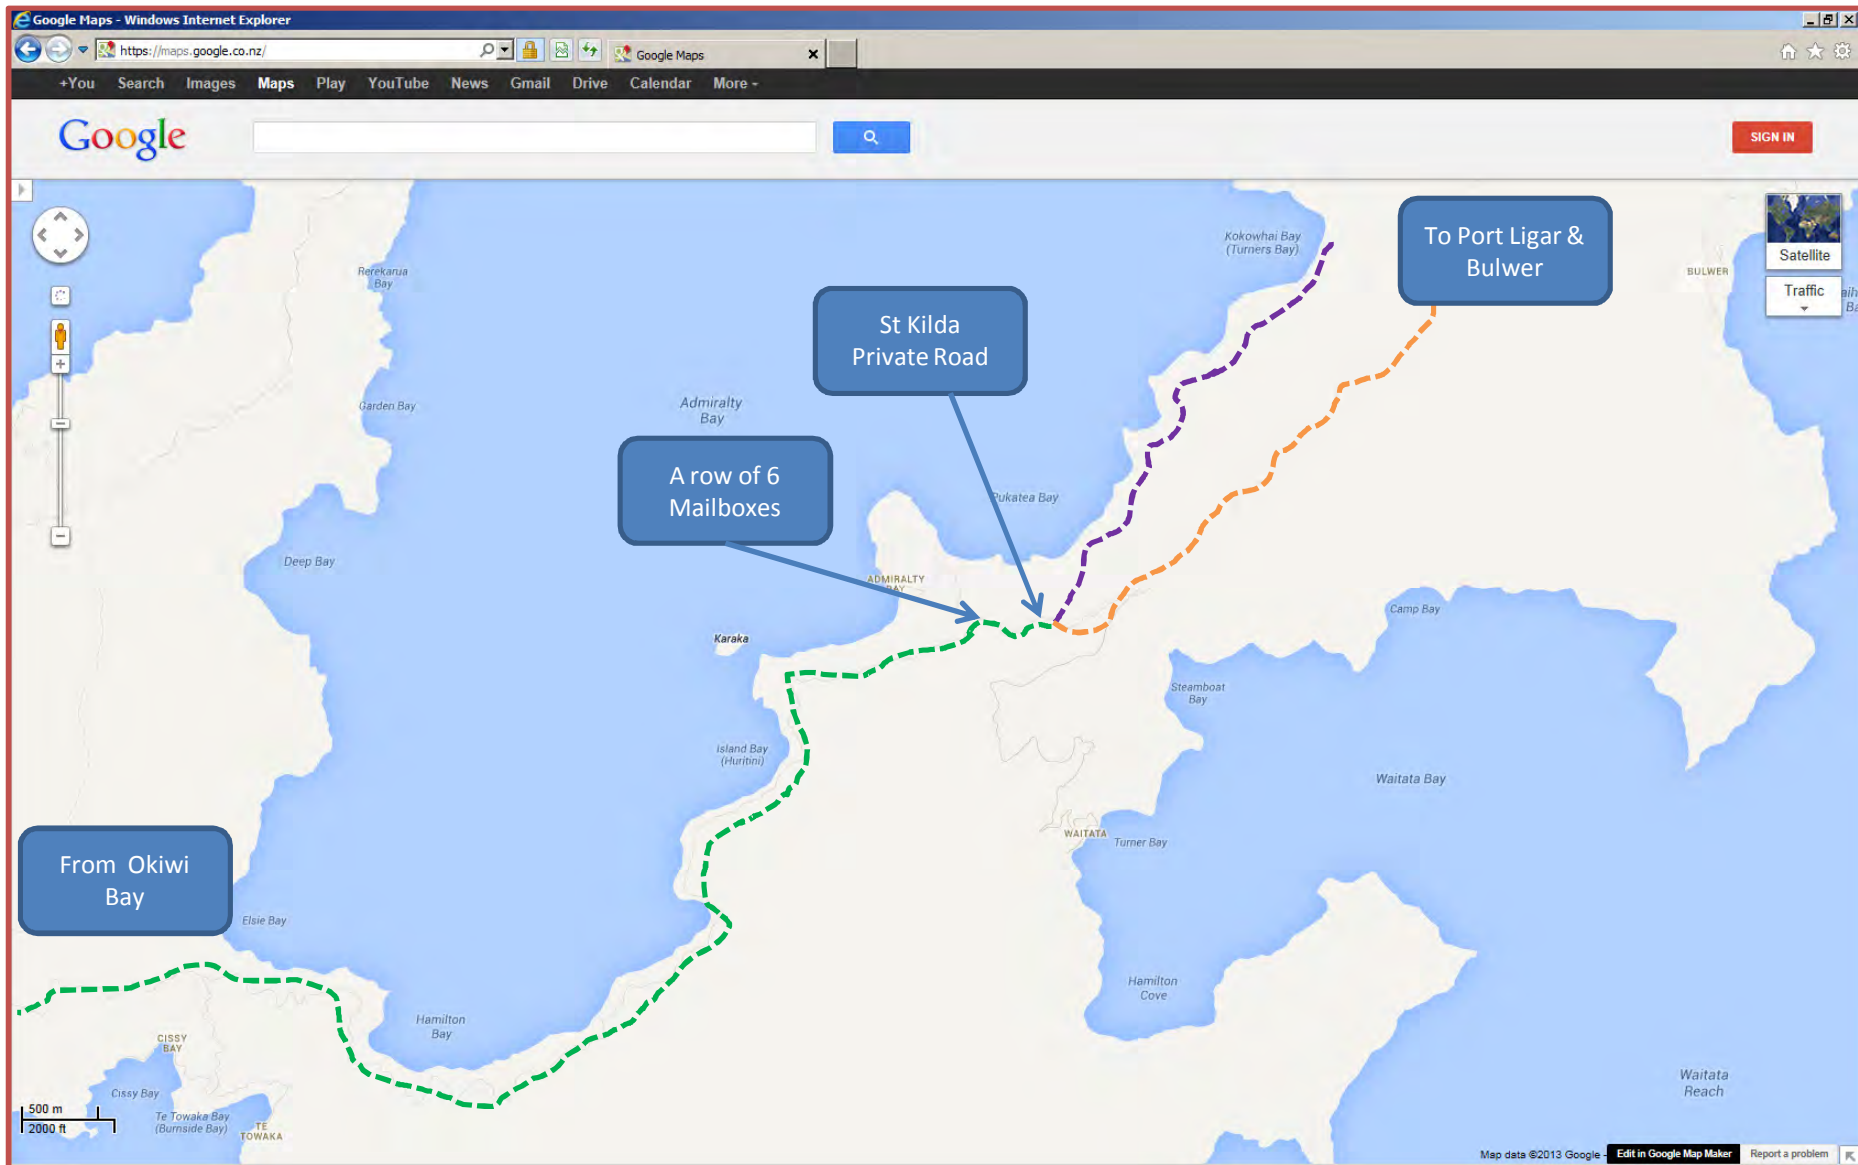 Google Maps - Windows Internet Explorer
https://maps.google.co.nz/
Google Maps
+You Search Images Maps Play YouTube News Gmail Drive Calendar More
Google
SIGN IN
Kokowhai Bay
(Turners Bay)
To Port Ligar &
Bulwer
Satellite
Traffic
BULWER
Rerekarua
Bay
St Kilda
Private Road
Garden Bay
Admiralty
Bay
A row of 6
Mailboxes
Pukatea Bay
Deep Bay
ADMIRALTY
BAY
Camp Bay
Karaka
Steamboat
Bay
Island Bay
(Huritini)
Waitata Bay
WAITATA
Turner Bay
From Okiwi
Bay
Elsie Bay
Hamilton
Cove
Hamilton
Bay
CISSY
BAY
Waitata
Reach
Cissy Bay
500 m
2000 ft
Te Towaka Bay
(Burnside Bay)
TE
TOWAKA
Map data ©2013 Google - Edit in Google Map Maker Report a problem